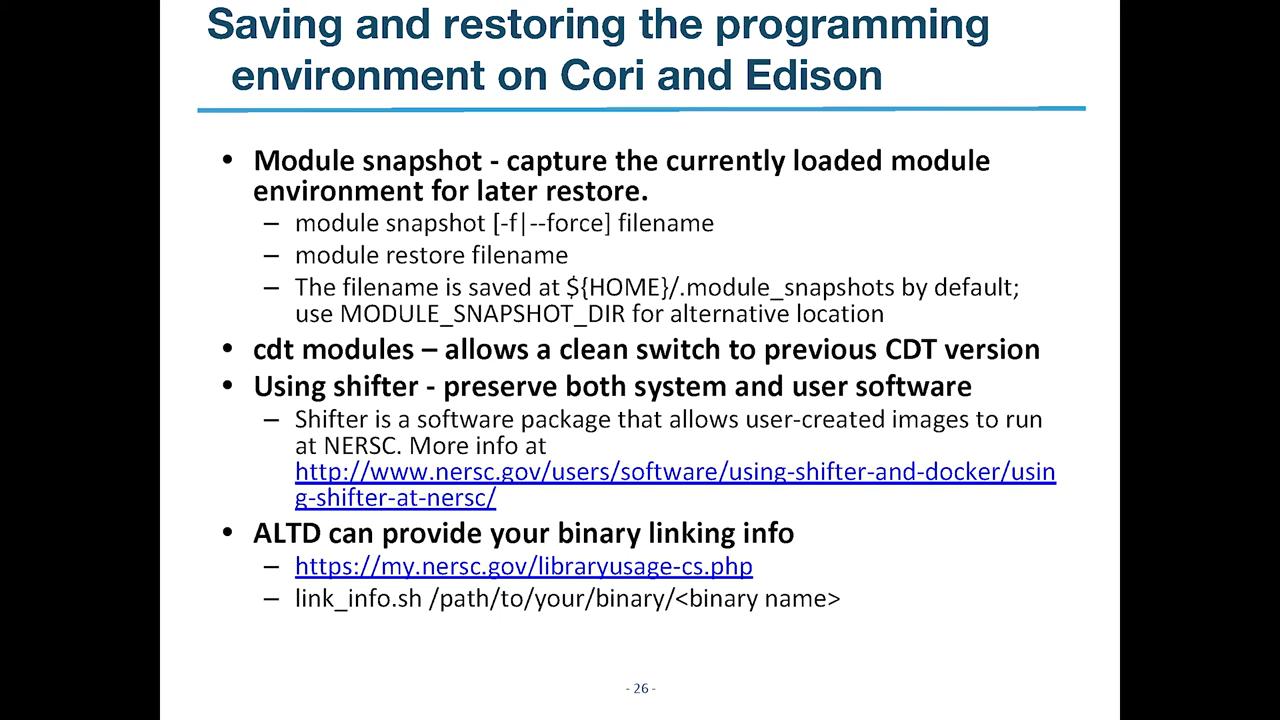 Saving and restoring the programming
environment on Cori and Edison
• Module snapshot - capture the currently loaded module
environment for later restore.
– module snapshot [-f|--force] filename
– module restore filename
– The filename is saved at ${HOME}/.module_snapshots by default;
use MODULE_SNAPSHOT_DIR for alternative location
• cdt modules – allows a clean switch to previous CDT version
• Using shifter - preserve both system and user software
– Shifter is a software package that allows user-created images to run
at NERSC. More info at
http://www.nersc.gov/users/software/using-shifter-and-docker/usin
g-shifter-at-nersc/
• ALTD can provide your binary linking info
– https://my.nersc.gov/libraryusage-cs.php
– link_info.sh /path/to/your/binary/<binary name>
- 26 -